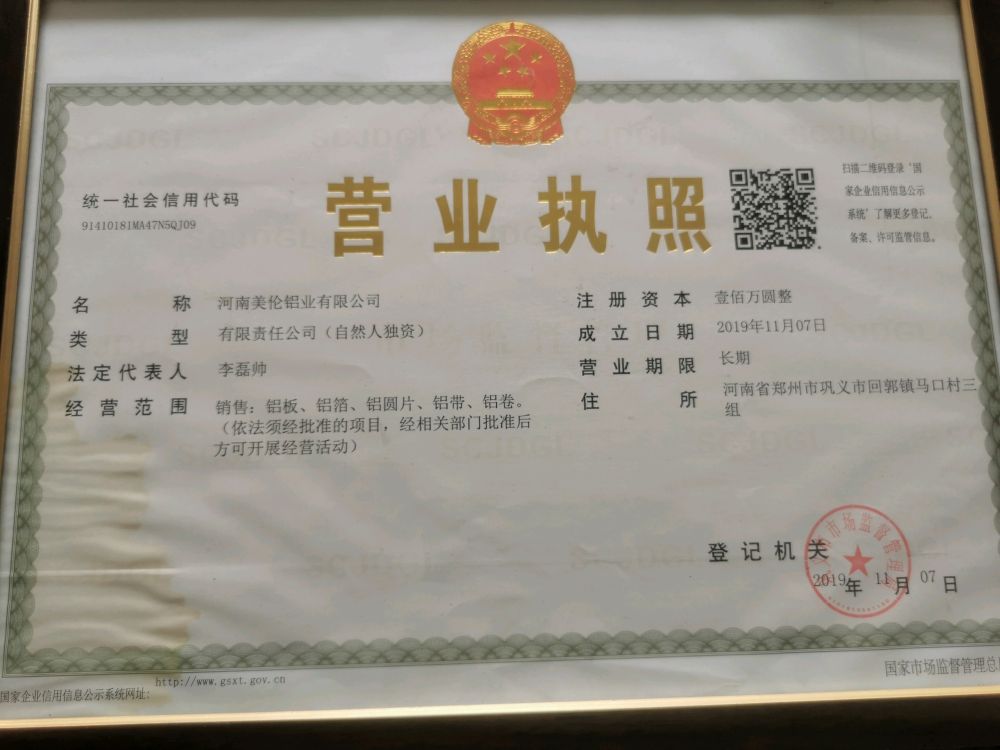 统一社会信用代码
91410181MA47N5QJ09
营业执照
扫描二维码登录‘国
家企业信用信息公示
系统’了解更多登记、
备案、许可监管信息。
名称 河南美伦铝业有限公司
类型 有限责任公司（自然人独资）
法定代表人 李磊帅
经营范围 销售：铝板、铝箔、铝圆片、铝带、铝卷。
（依法须经批准的项目，经相关部门批准后
方可开展经营活动）
注册资本 壹佰万圆整
成立日期 2019年11月07日
营业期限 长期
住所 河南省郑州市巩义市回郭镇马口村三
组
登记机关
市场监督管理
2019年 11月 07日
国家企业信用信息公示系统网址:
http://www.gsxt.gov.cn
国家市场监督管理总